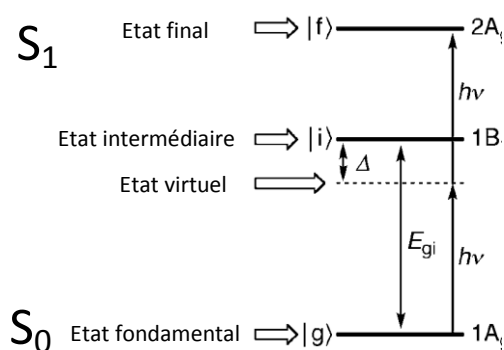 S1
Etat final |f⟩ 2Ag
hν
Etat intermédiaire |i⟩ 1B
Δ
Etat virtuel
Egi
hν
S0
Etat fondamental |g⟩ 1Ag